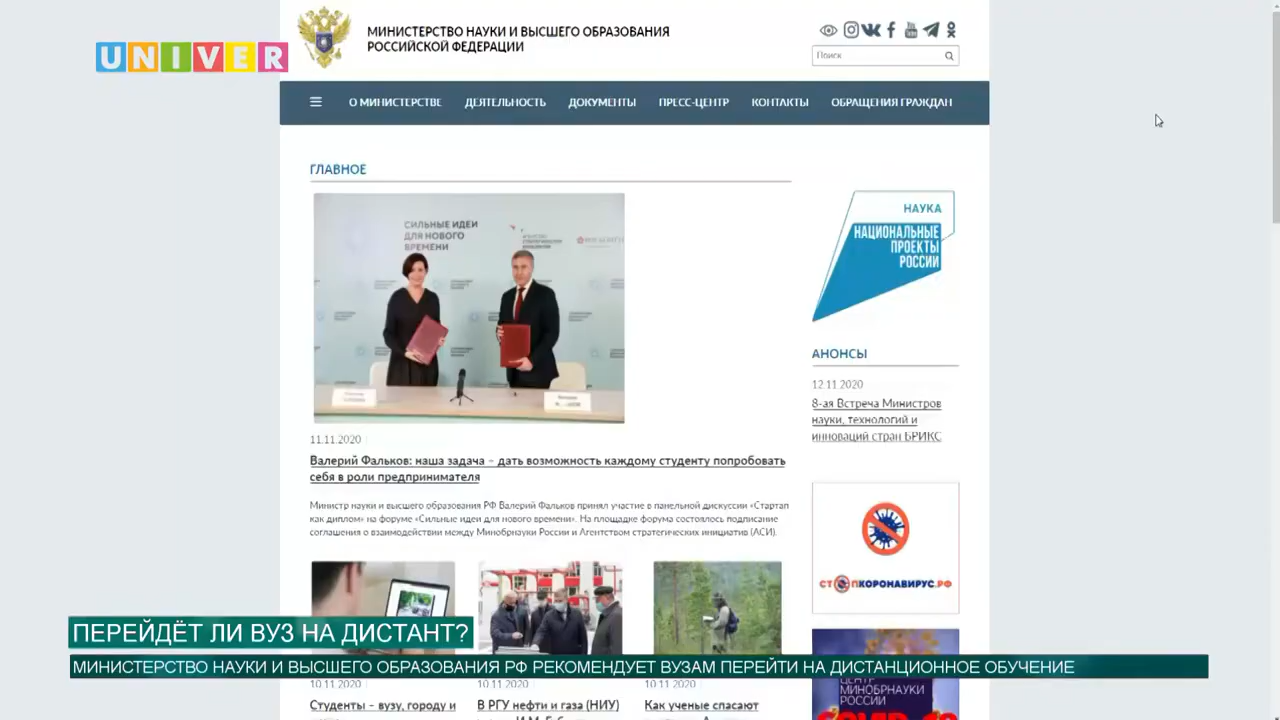 UNIVER
МИНИСТЕРСТВО НАУКИ И ВЫСШЕГО ОБРАЗОВАНИЯ
РОССИЙСКОЙ ФЕДЕРАЦИИ
Поиск
О МИНИСТЕРСТВЕ ДЕЯТЕЛЬНОСТЬ ДОКУМЕНТЫ ПРЕСС-ЦЕНТР КОНТАКТЫ ОБРАЩЕНИЯ ГРАЖДАН
ГЛАВНОЕ
СИЛЬНЫЕ ИДЕИ
ДЛЯ НОВОГО
ВРЕМЕНИ
11.11.2020
Валерий Фальков: наша задача – дать возможность каждому студенту попробовать
себя в роли предпринимателя
Министр науки и высшего образования РФ Валерий Фальков принял участие в панельной дискуссии «Стартап
как диплом» на форуме «Сильные идеи для нового времени». На площадке форума состоялось подписание
соглашения о взаимодействии между Минобрнауки России и Агентством стратегических инициатив (АСИ).
НАУКА
НАЦИОНАЛЬНЫЕ
ПРОЕКТЫ
РОССИИ
АНОНСЫ
12.11.2020
8-ая Встреча Министров
науки, технологий и
инноваций стран БРИКС
СТОПКОРОНАВИРУС.РФ
ПЕРЕЙДЁТ ЛИ ВУЗ НА ДИСТАНТ?
МИНИСТЕРСТВО НАУКИ И ВЫСШЕГО ОБРАЗОВАНИЯ РФ РЕКОМЕНДУЕТ ВУЗАМ ПЕРЕЙТИ НА ДИСТАНЦИОННОЕ ОБУЧЕНИЕ
10.11.2020 10.11.2020 10.11.2020
Студенты – вузу, городу и
В РГУ нефти и газа (НИУ)
Как ученые спасают
ЦЕНТР
МИНОБРНАУКИ
РОССИИ